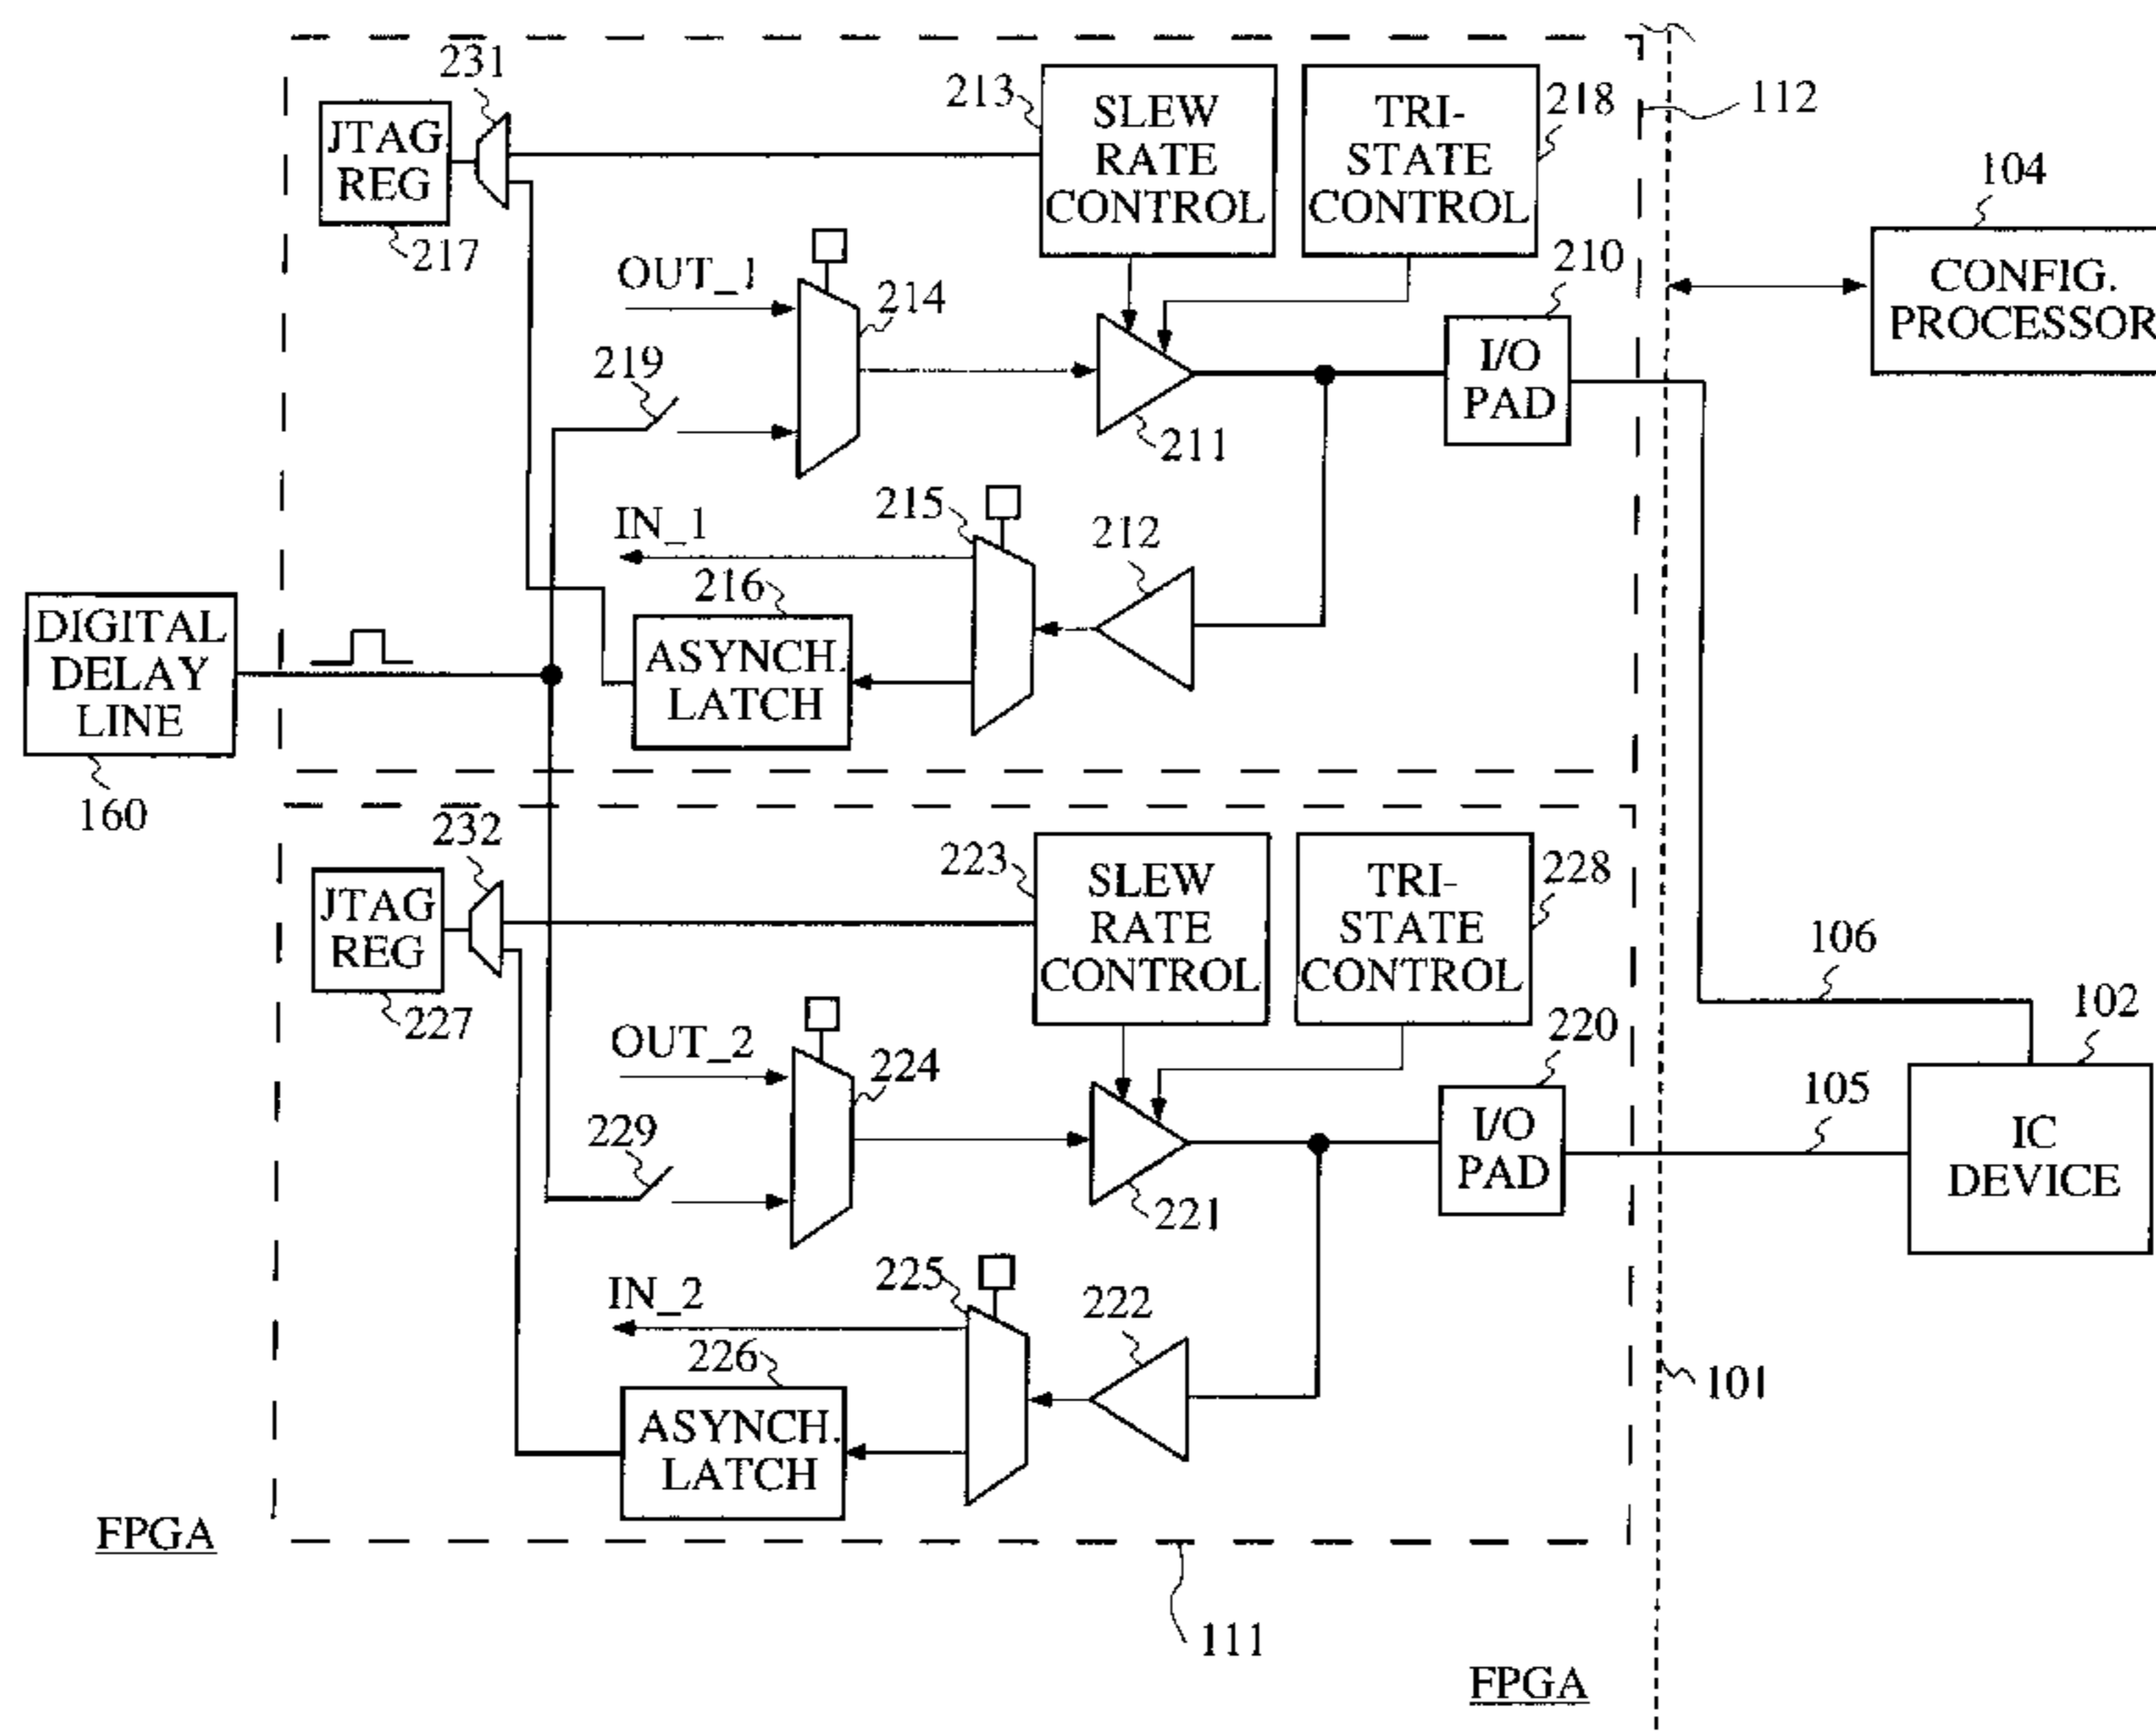 231
JTAG
REG
217
213
SLEW
RATE
CONTROL
TRI-
STATE
CONTROL
218
112
104
CONFIG.
PROCESSOR
OUT_1
214
219
211
210
I/O
PAD
IN_1
215
212
216
ASYNCH.
LATCH
DIGITAL
DELAY
LINE
160
232
JTAG
REG
227
223
SLEW
RATE
CONTROL
TRI-
STATE
CONTROL
228
OUT_2
224
229
221
220
I/O
PAD
106
102
105
IC
DEVICE
IN_2
225
222
226
ASYNCH.
LATCH
101
FPGA
111
FPGA